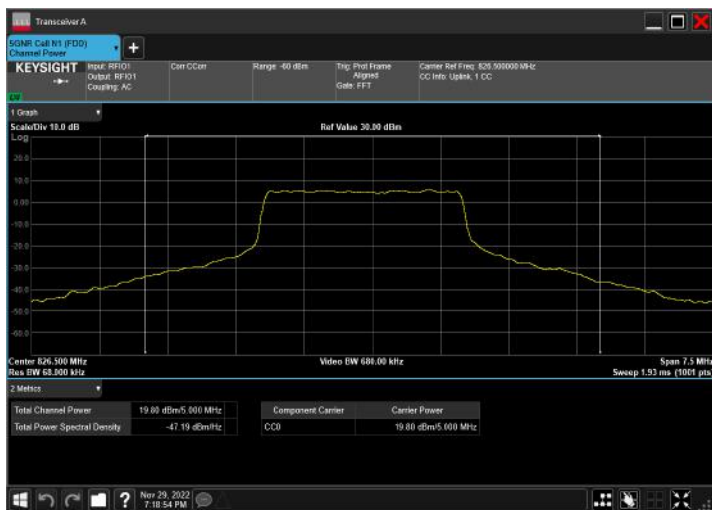 Transceiver A
5GNR Cell N1 (FDD)
Channel Power
KEYSIGHT
Input: RFIO1
Output: RFIO1
Coupling: AC
Corr CCorr
Range: -60 dBm
Trig: Prot Frame
Aligned
Gate: FFT
Carrier Ref Freq: 826.500000 MHz
CC Info: Uplink, 1 CC
1 Graph
Scale/Div 10.0 dB
Ref Value 30.00 dBm
Log
20.0
10.0
0.00
-10.0
-20.0
-30.0
-40.0
-50.0
-60.0
Center 826.500 MHz
Video BW 680.00 kHz
Span 7.5 MHz
Res BW 68.000 kHz
Sweep 1.93 ms (1001 pts)
2 Metrics
Total Channel Power 19.80 dBm/5.000 MHz
Total Power Spectral Density -47.19 dBm/Hz
Component Carrier Carrier Power
CC0 19.80 dBm/5.000 MHz
Nov 29, 2022
7:18:54 PM